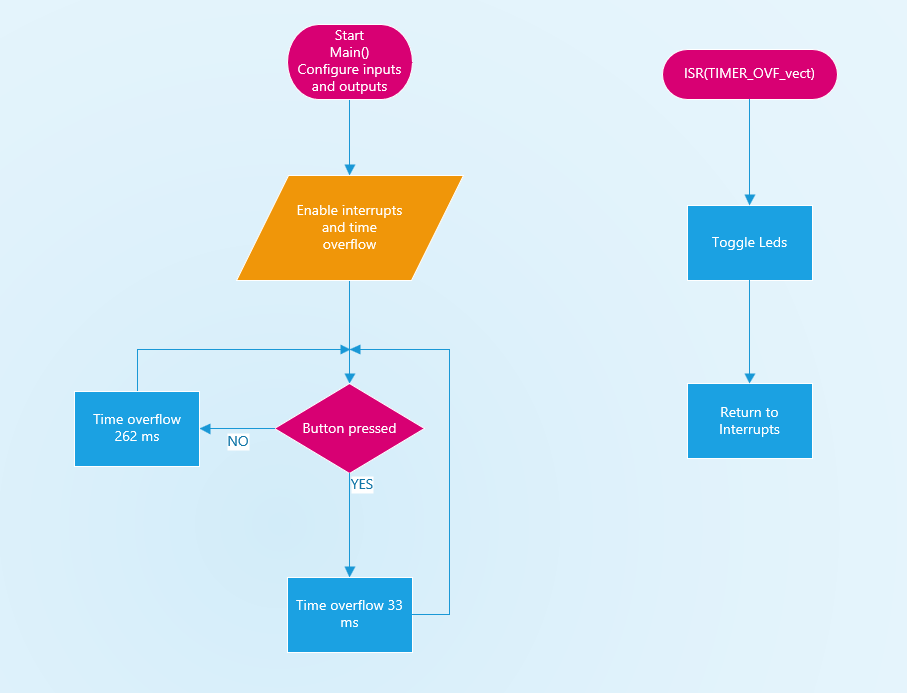 Start
Main()
Configure inputs
and outputs
Enable interrupts
and time
overflow
Time overflow
262 ms
NO
Button pressed
YES
Time overflow 33
ms
ISR(TIMER_OVF_vect)
Toggle Leds
Return to
Interrupts